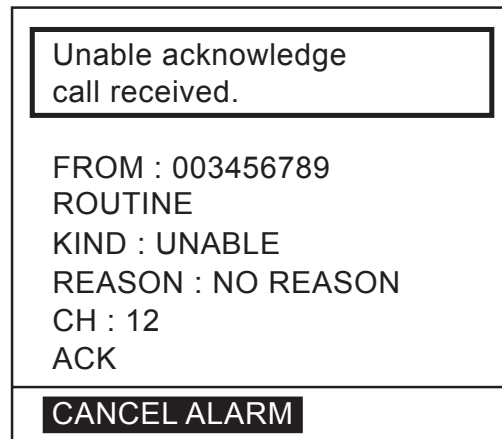 Unable acknowledge
call received.
FROM : 003456789
ROUTINE
KIND : UNABLE
REASON : NO REASON
CH : 12
ACK
CANCEL ALARM